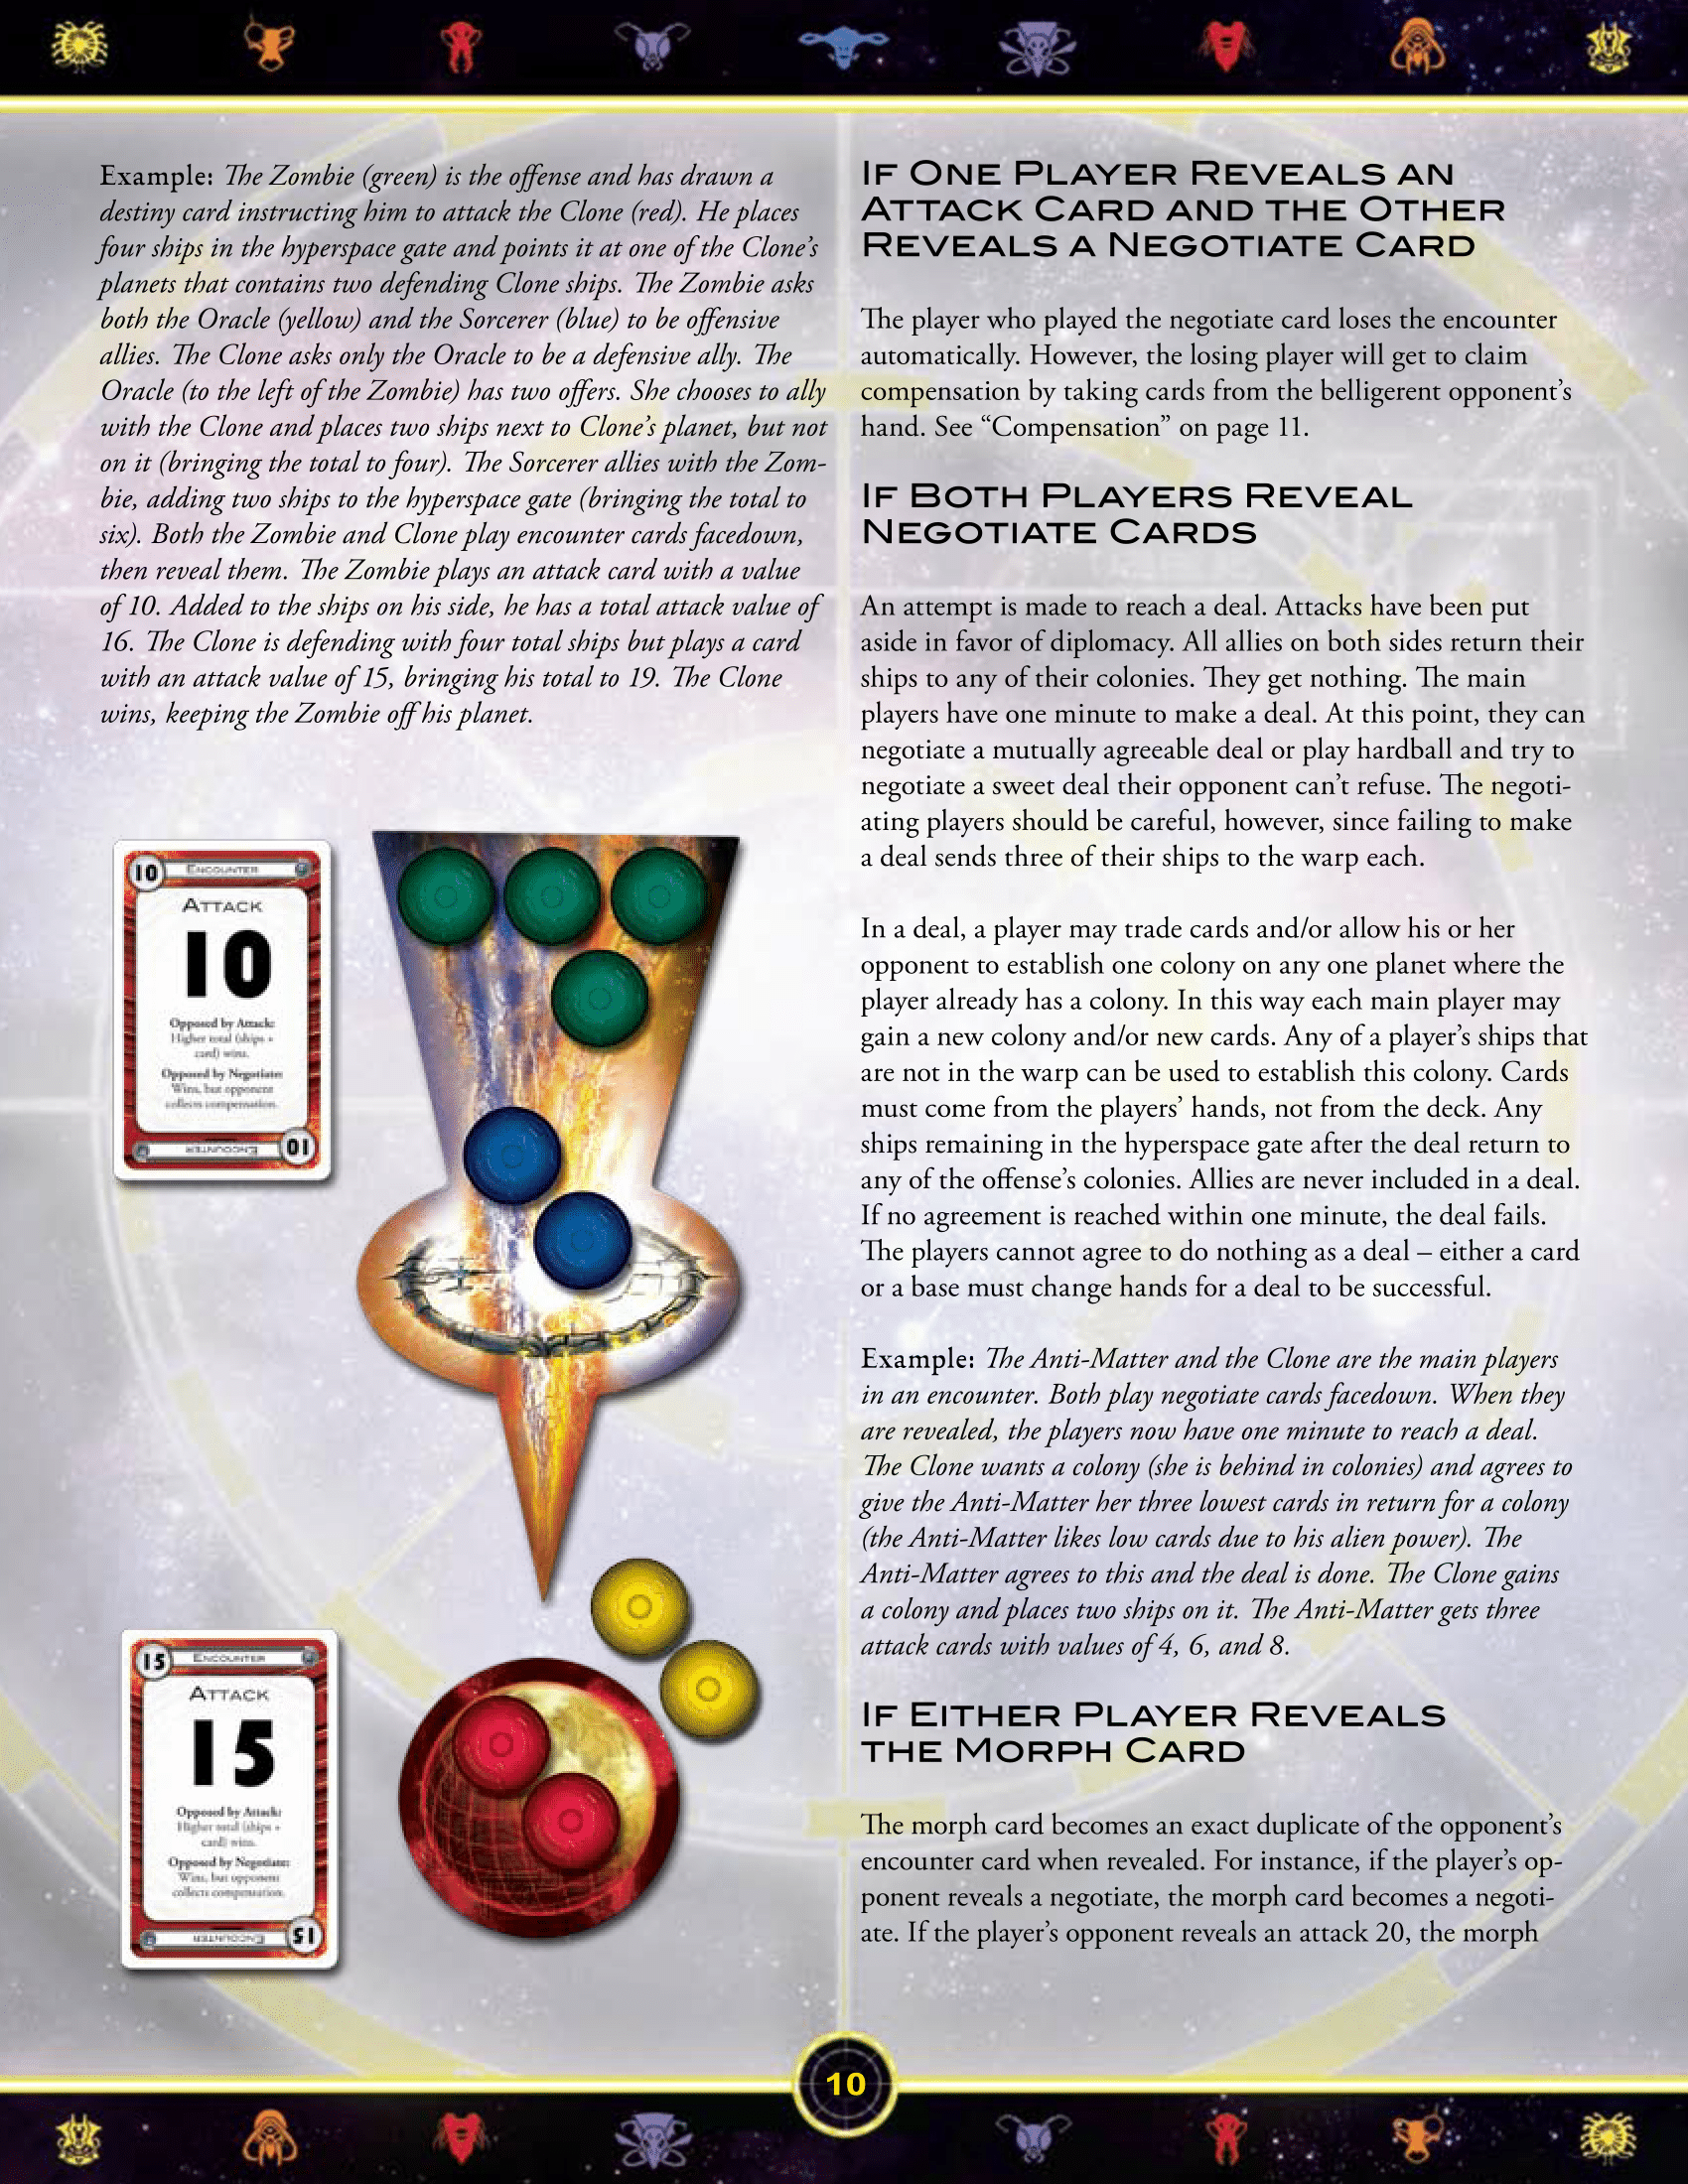 Example: The Zombie (green) is the offense and has drawn a
destiny card instructing him to attack the Clone (red). He places
four ships in the hyperspace gate and points it at one of the Clone’s
planets that contains two defending Clone ships. The Zombie asks
both the Oracle (yellow) and the Sorcerer (blue) to be offensive
allies. The Clone asks only the Oracle to be a defensive ally. The
Oracle (to the left of the Zombie) has two offers. She chooses to ally
with the Clone and places two ships next to Clone’s planet, but not
on it (bringing the total to four). The Sorcerer allies with the Zom-
bie, adding two ships to the hyperspace gate (bringing the total to
six). Both the Zombie and Clone play encounter cards facedown,
then reveal them. The Zombie plays an attack card with a value
of 10. Added to the ships on his side, he has a total attack value of
16. The Clone is defending with four total ships but plays a card
with an attack value of 15, bringing his total to 19. The Clone
wins, keeping the Zombie off his planet.
10 Encounter
Attack
10
Opposed by Attack:
Higher total (ships +
card) wins.
Opposed by Negotiate:
Wins, but opponent
collects compensation.
Encounter 10
15 Encounter
Attack
15
Opposed by Attack:
Higher total (ships +
card) wins.
Opposed by Negotiate:
Wins, but opponent
collects compensation.
Encounter 15
If One Player Reveals an
Attack Card and the Other
Reveals a Negotiate Card
The player who played the negotiate card loses the encounter
automatically. However, the losing player will get to claim
compensation by taking cards from the belligerent opponent’s
hand. See “Compensation” on page 11.
If Both Players Reveal
Negotiate Cards
An attempt is made to reach a deal. Attacks have been put
aside in favor of diplomacy. All allies on both sides return their
ships to any of their colonies. They get nothing. The main
players have one minute to make a deal. At this point, they can
negotiate a mutually agreeable deal or play hardball and try to
negotiate a sweet deal their opponent can’t refuse. The negoti-
ating players should be careful, however, since failing to make
a deal sends three of their ships to the warp each.
In a deal, a player may trade cards and/or allow his or her
opponent to establish one colony on any one planet where the
player already has a colony. In this way each main player may
gain a new colony and/or new cards. Any of a player’s ships that
are not in the warp can be used to establish this colony. Cards
must come from the players’ hands, not from the deck. Any
ships remaining in the hyperspace gate after the deal return to
any of the offense’s colonies. Allies are never included in a deal.
If no agreement is reached within one minute, the deal fails.
The players cannot agree to do nothing as a deal – either a card
or a base must change hands for a deal to be successful.
Example: The Anti-Matter and the Clone are the main players
in an encounter. Both play negotiate cards facedown. When they
are revealed, the players now have one minute to reach a deal.
The Clone wants a colony (she is behind in colonies) and agrees to
give the Anti-Matter her three lowest cards in return for a colony
(the Anti-Matter likes low cards due to his alien power). The
Anti-Matter agrees to this and the deal is done. The Clone gains
a colony and places two ships on it. The Anti-Matter gets three
attack cards with values of 4, 6, and 8.
If Either Player Reveals
the Morph Card
The morph card becomes an exact duplicate of the opponent’s
encounter card when revealed. For instance, if the player’s op-
ponent reveals a negotiate, the morph card becomes a negoti-
ate. If the player’s opponent reveals an attack 20, the morph
10